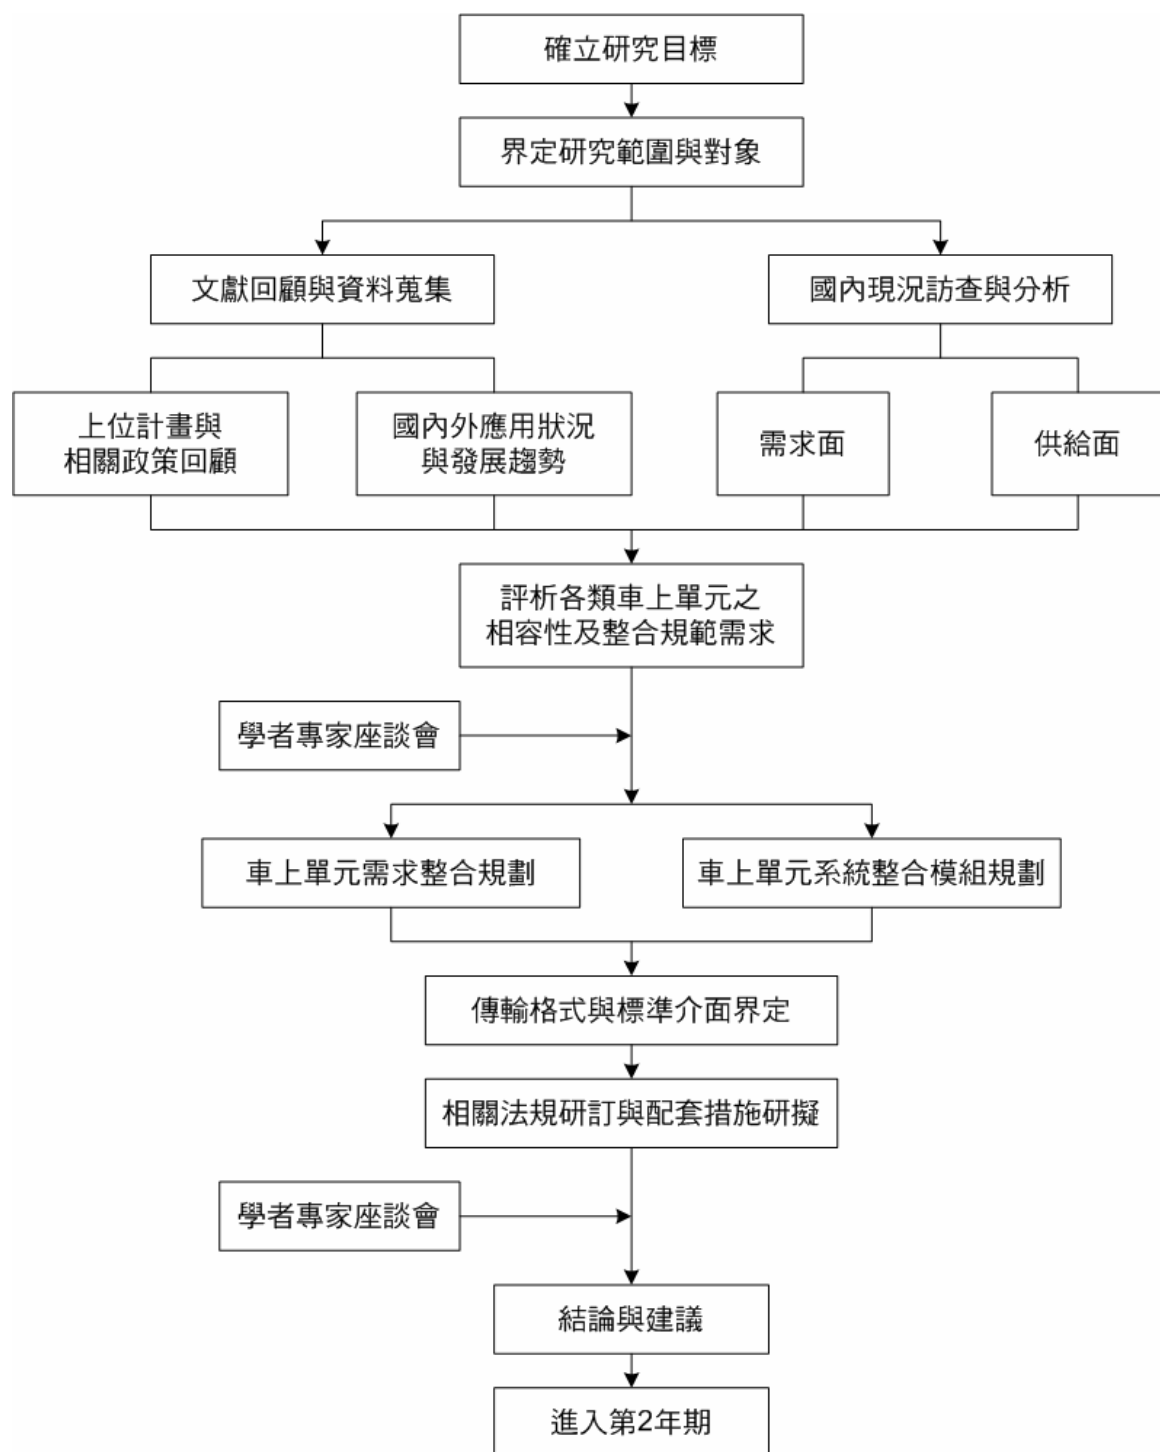 確立研究目標
界定研究範圍與對象
文獻回顧與資料蒐集
國內現況訪查與分析
上位計畫與
相關政策回顧
國內外應用狀況
與發展趨勢
需求面
供給面
評析各類車上單元之
相容性及整合規範需求
學者專家座談會
車上單元需求整合規劃
車上單元系統整合模組規劃
傳輸格式與標準介面界定
相關法規研訂與配套措施研擬
學者專家座談會
結論與建議
進入第2年期